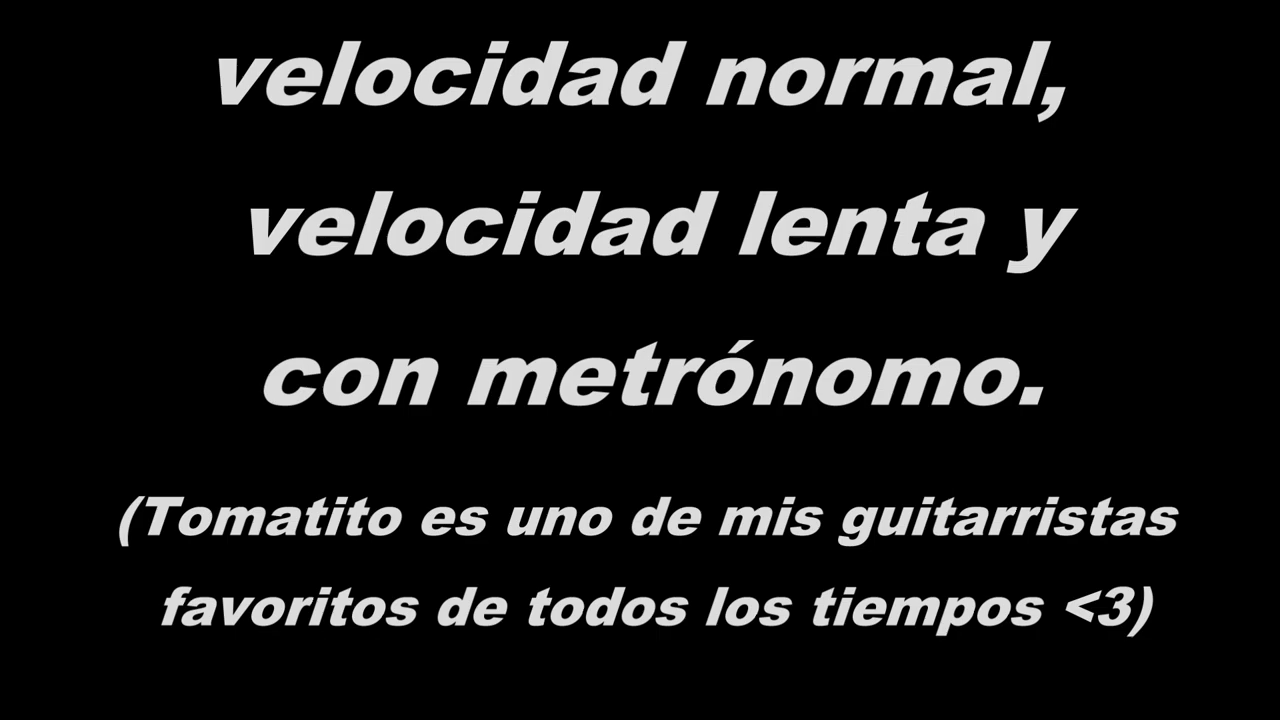 velocidad normal,
velocidad lenta y
con metrónomo.
(Tomatito es uno de mis guitarristas
favoritos de todos los tiempos <3)